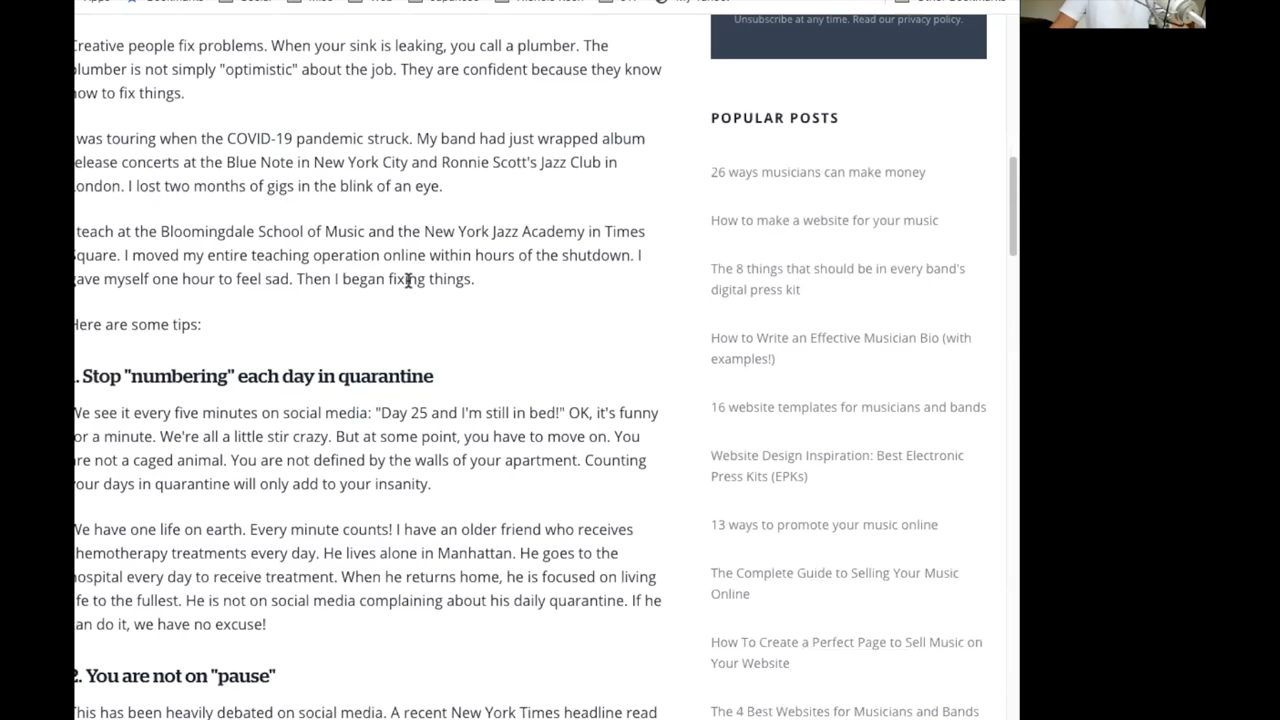 Unsubscribe at any time. Read our privacy policy.
Creative people fix problems. When your sink is leaking, you call a plumber. The
plumber is not simply "optimistic" about the job. They are confident because they know
how to fix things.
was touring when the COVID-19 pandemic struck. My band had just wrapped album
release concerts at the Blue Note in New York City and Ronnie Scott's Jazz Club in
London. I lost two months of gigs in the blink of an eye.
teach at the Bloomingdale School of Music and the New York Jazz Academy in Times
Square. I moved my entire teaching operation online within hours of the shutdown. I
gave myself one hour to feel sad. Then I began fixing things.
Here are some tips:
. Stop "numbering" each day in quarantine
We see it every five minutes on social media: "Day 25 and I'm still in bed!" OK, it's funny
for a minute. We're all a little stir crazy. But at some point, you have to move on. You
are not a caged animal. You are not defined by the walls of your apartment. Counting
your days in quarantine will only add to your insanity.
We have one life on earth. Every minute counts! I have an older friend who receives
chemotherapy treatments every day. He lives alone in Manhattan. He goes to the
hospital every day to receive treatment. When he returns home, he is focused on living
life to the fullest. He is not on social media complaining about his daily quarantine. If he
can do it, we have no excuse!
2. You are not on "pause"
This has been heavily debated on social media. A recent New York Times headline read
POPULAR POSTS
26 ways musicians can make money
How to make a website for your music
The 8 things that should be in every band's
digital press kit
How to Write an Effective Musician Bio (with
examples!)
16 website templates for musicians and bands
Website Design Inspiration: Best Electronic
Press Kits (EPKs)
13 ways to promote your music online
The Complete Guide to Selling Your Music
Online
How To Create a Perfect Page to Sell Music on
Your Website
The 4 Best Websites for Musicians and Bands